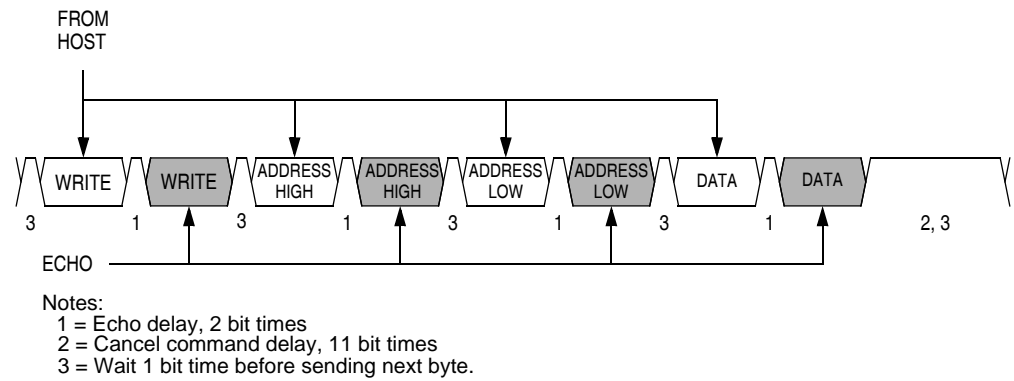 FROM
HOST
WRITE WRITE ADDRESS HIGH ADDRESS HIGH ADDRESS LOW ADDRESS LOW DATA DATA
3 1 3 1 3 1 3 1 2, 3
ECHO
Notes:
1 = Echo delay, 2 bit times
2 = Cancel command delay, 11 bit times
3 = Wait 1 bit time before sending next byte.